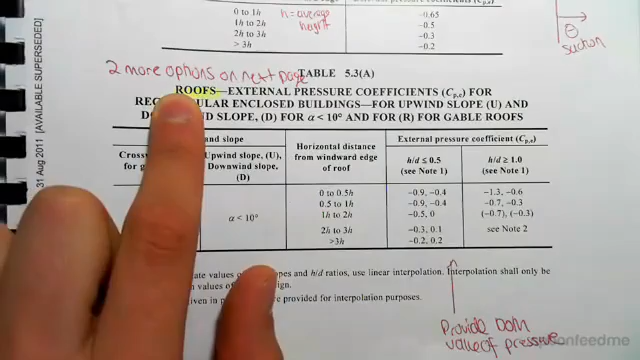 0 to 1h
1h to 2h
2h to 3h
> 3h
h = average
height
-0.65
-0.5
-0.3
-0.2
θ
suction
31 Aug 2011 [AVAILABLE SUPERSEDED]
2 more options on next page
TABLE 5.3(A)
ROOFS—EXTERNAL PRESSURE COEFFICIENTS (Cp,e) FOR
ULAR ENCLOSED BUILDINGS—FOR UPWIND SLOPE (U) AND
ND SLOPE, (D) FOR α < 10° AND FOR (R) FOR GABLE ROOFS
nd slope
Upwind slope, (U),
Downwind slope,
(D)
Horizontal distance
from windward edge
of roof
External pressure coefficient (Cp,e)
h/d ≤ 0.5
(see Note 1)
h/d ≥ 1.0
(see Note 1)
α < 10°
0 to 0.5h -0.9, -0.4 -1.3, -0.6
0.5 to 1h -0.9, -0.4 -0.7, -0.3
1h to 2h -0.5, 0 (-0.7), (-0.3)
2h to 3h -0.3, 0.1 see Note 2
>3h -0.2, 0.2
ate values of opes and h/d ratios, use linear interpolation. Interpolation shall only be
n values of the ign.
given in are provided for interpolation purposes.
Provide both
value of pressure